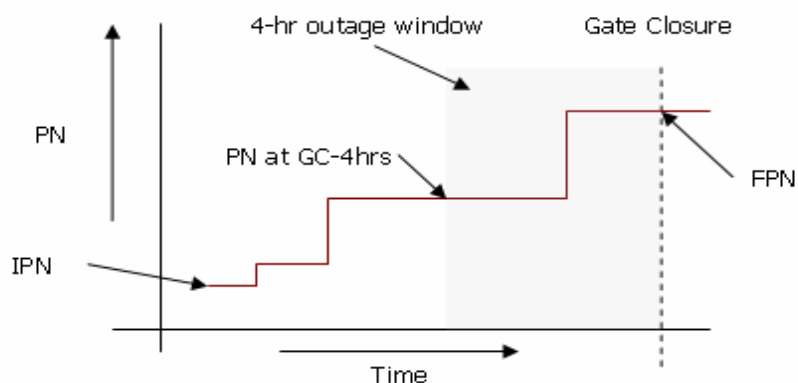 4-hr outage window
Gate Closure
PN
PN at GC-4hrs
FPN
IPN
Time